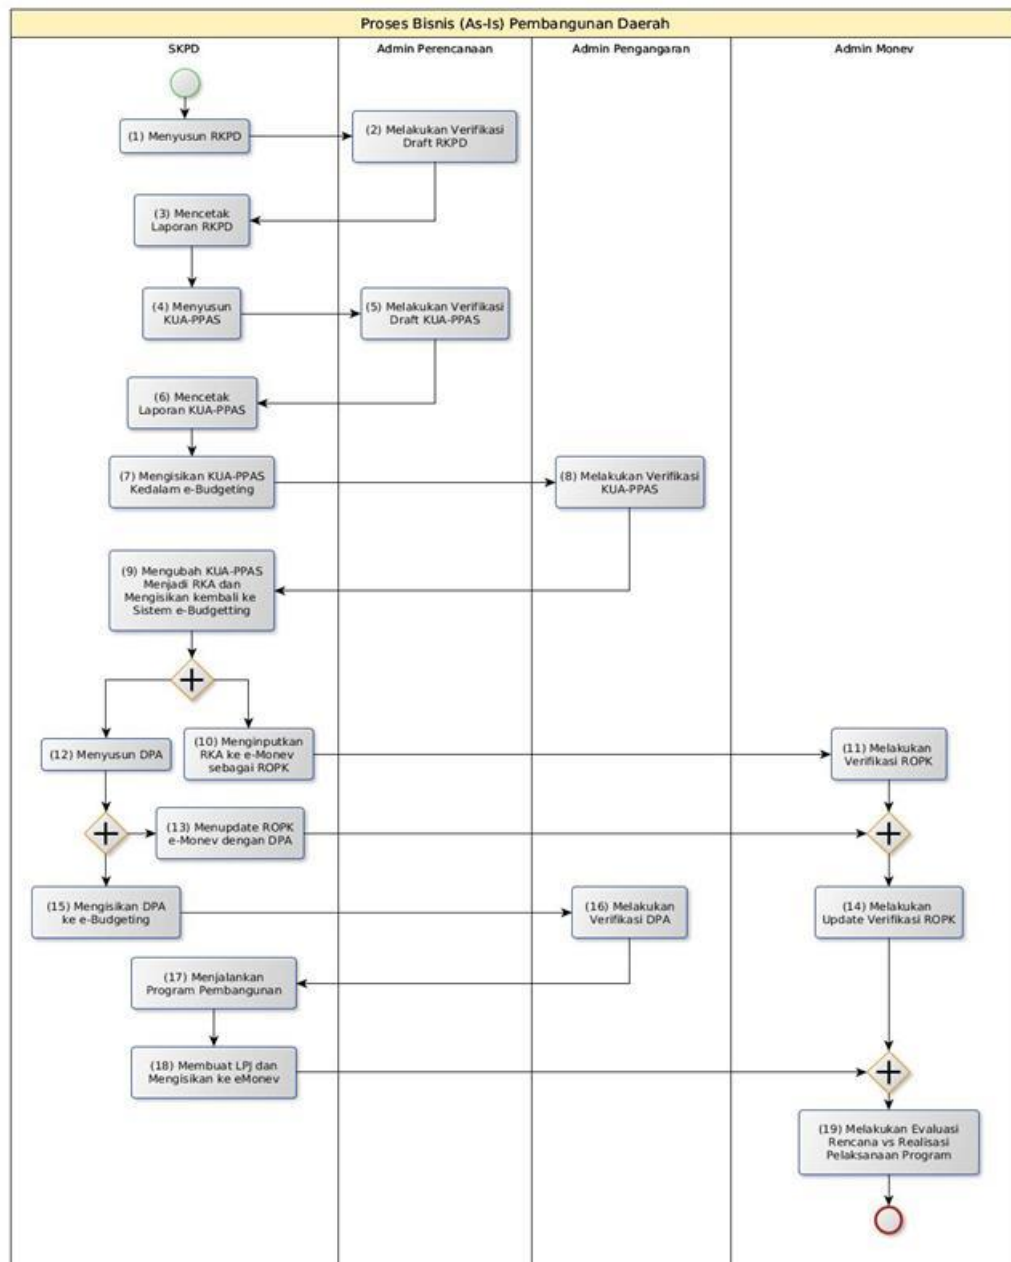 Proses Bisnis (As-Is) Pembangunan Daerah
SKPD
Admin Perencanaan
Admin Pengangaran
Admin Monev
(1) Menyusun RKPD
(2) Melakukan Verifikasi
Draft RKPD
(3) Mencetak
Laporan RKPD
(4) Menyusun
KUA-PPAS
(5) Melakukan Verifikasi
Draft KUA-PPAS
(6) Mencetak
Laporan KUA-PPAS
(7) Mengisikan KUA-PPAS
Kedalam e-Budgeting
(8) Melakukan Verifikasi
KUA-PPAS
(9) Mengubah KUA-PPAS
Menjadi RKA dan
Mengisikan kembali ke
Sistem e-Budgetting
(12) Menyusun DPA
(10) Menginputkan
RKA ke e-Monev
sebagai ROPK
(11) Melakukan
Verifikasi ROPK
(13) Menupdate ROPK
e-Monev dengan DPA
(15) Mengisikan DPA
ke e-Budgeting
(16) Melakukan
Verifikasi DPA
(14) Melakukan
Update Verifikasi ROPK
(17) Menjalankan
Program Pembangunan
(18) Membuat LPJ dan
Mengisikan ke eMonev
(19) Melakukan Evaluasi
Rencana vs Realisasi
Pelaksanaan Program